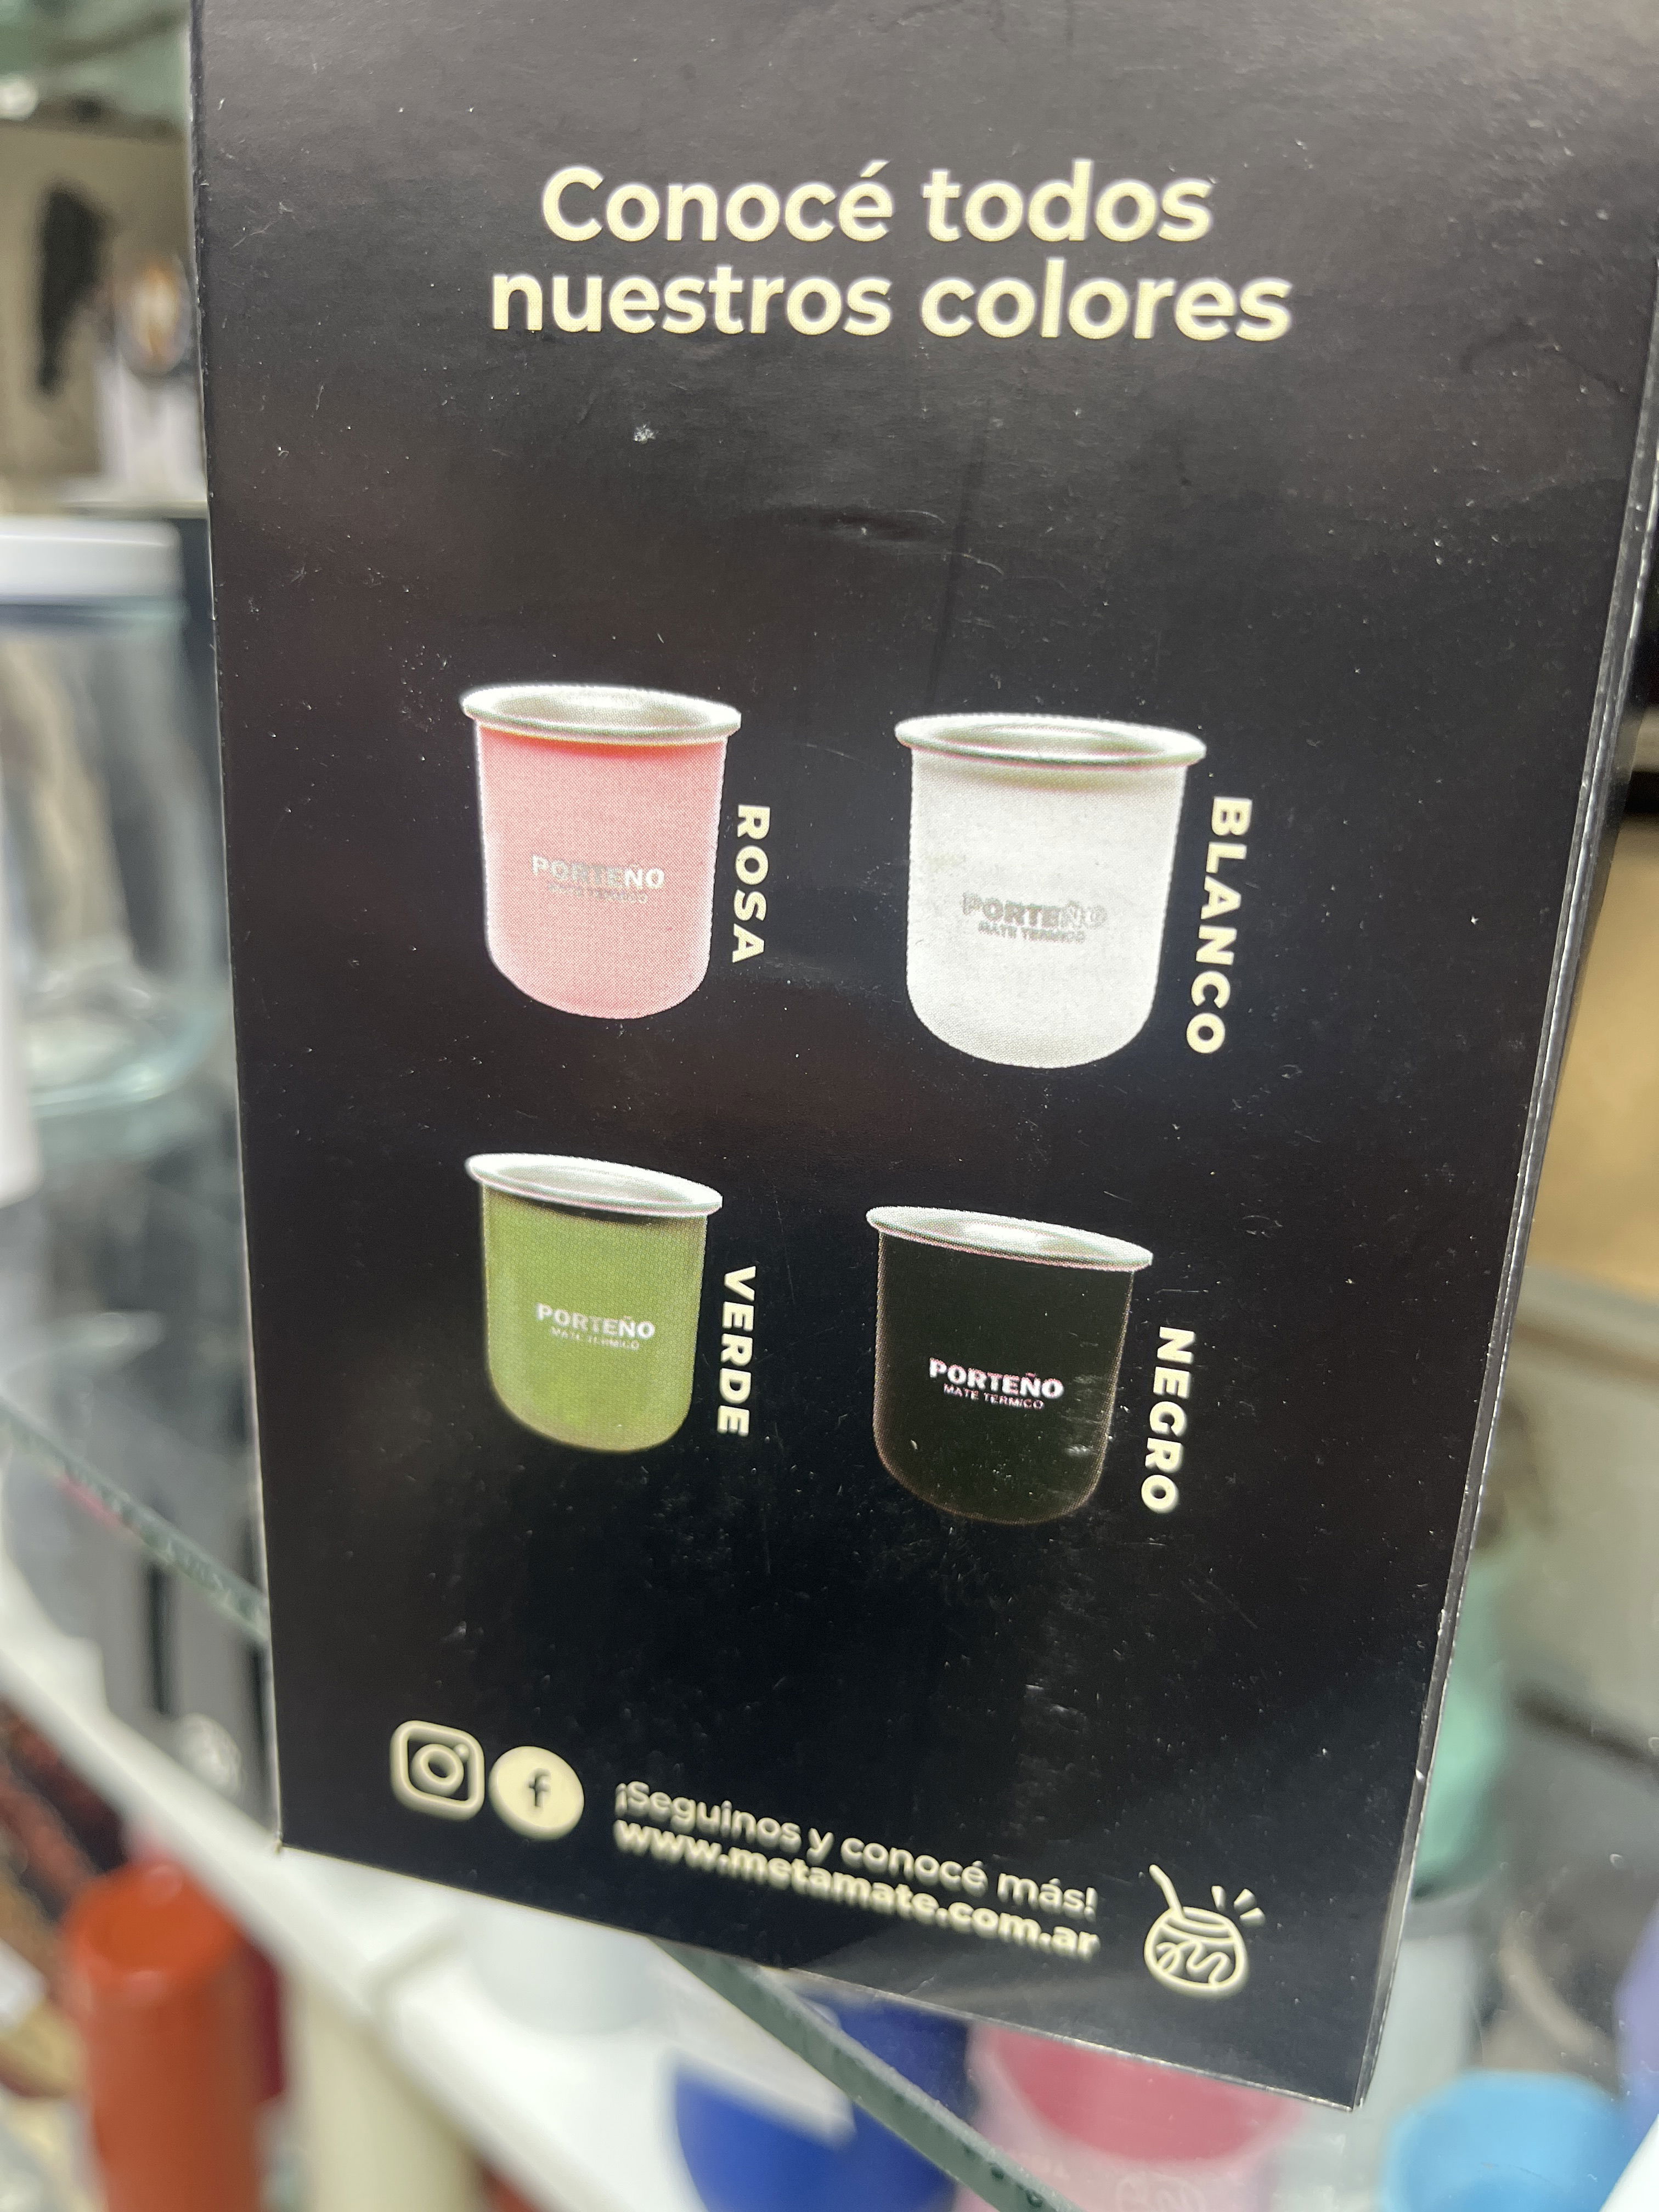 Conocé todos
nuestros colores
PORTEÑO
MATE TERMICO
ROSA
PORTEÑO
MATE TERMICO
BLANCO
PORTEÑO
MATE TERMICO
VERDE
PORTEÑO
MATE TERMICO
NEGRO
f
¡Seguinos y conocé más!
www.metamate.com.ar